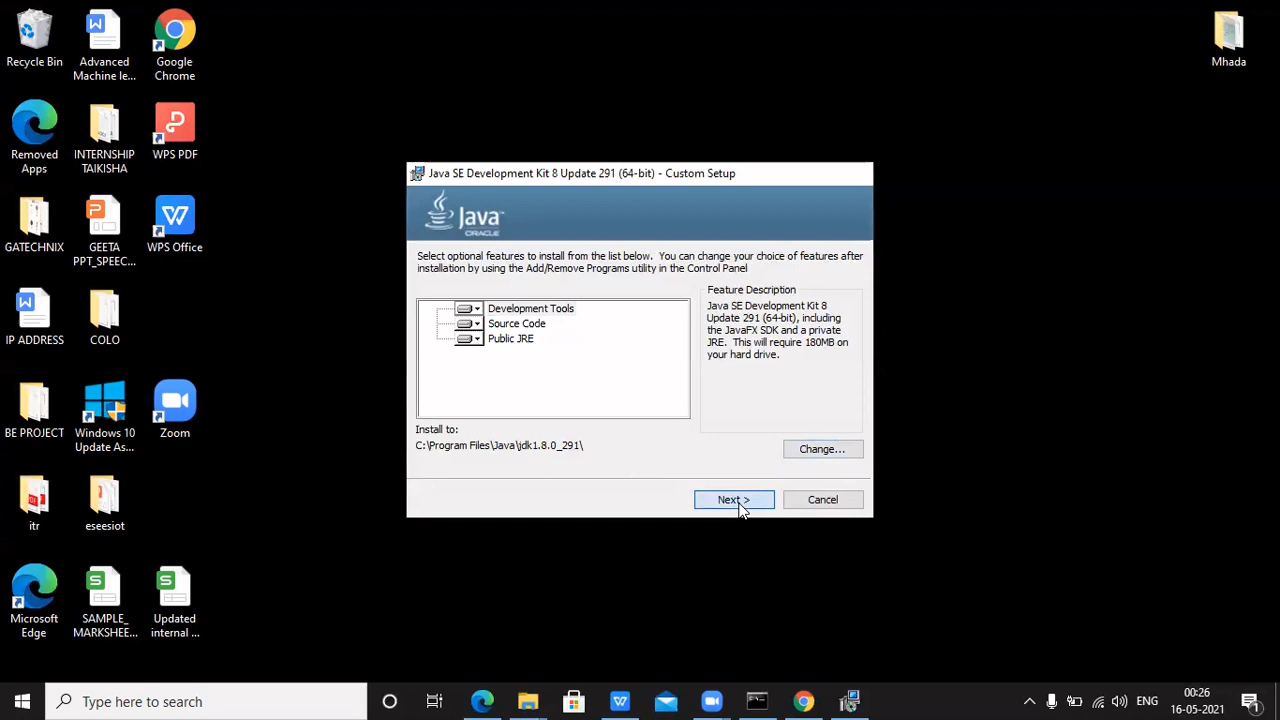 Recycle Bin
Advanced
Machine le...
Google
Chrome
Mhada
Removed
Apps
INTERNSHIP
TAIKISHA
WPS PDF
GATECHNIX
GEETA
PPT_SPEEC...
WPS Office
IP ADDRESS
COLO
BE PROJECT
Windows 10
Update As...
Zoom
itr
eseesiot
Microsoft
Edge
SAMPLE_
MARKSHEE...
Updated
internal ...
Java SE Development Kit 8 Update 291 (64-bit) - Custom Setup
Java
ORACLE
Select optional features to install from the list below. You can change your choice of features after
installation by using the Add/Remove Programs utility in the Control Panel
Development Tools
Source Code
Public JRE
Feature Description
Java SE Development Kit 8
Update 291 (64-bit), including
the JavaFX SDK and a private
JRE. This will require 180MB on
your hard drive.
Install to:
C:\Program Files\Java\jdk1.8.0_291\
Change...
Next >
Cancel
Type here to search
ENG
00:26
16-05-2021
1